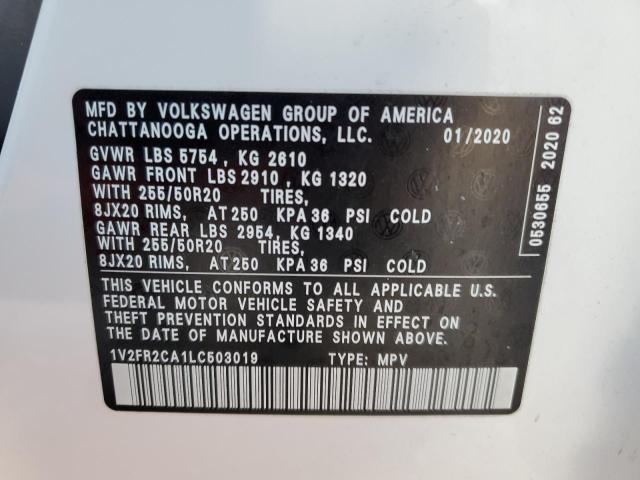 MFD BY VOLKSWAGEN GROUP OF AMERICA
CHATTANOOGA OPERATIONS, LLC. 01/2020
GVWR LBS 5754 , KG 2610
GAWR FRONT LBS 2910 , KG 1320
WITH 255/50R20 TIRES,
8JX20 RIMS, AT 250 KPA 36 PSI COLD
GAWR REAR LBS 2954, KG 1340
WITH 255/50R20 TIRES,
8JX20 RIMS, AT 250 KPA 36 PSI COLD
THIS VEHICLE CONFORMS TO ALL APPLICABLE U.S.
FEDERAL MOTOR VEHICLE SAFETY AND
THEFT PREVENTION STANDARDS IN EFFECT ON
THE DATE OF MANUFACTURE SHOWN ABOVE.
1V2FR2CA1LC503019 TYPE: MPV
0530655 2020 62